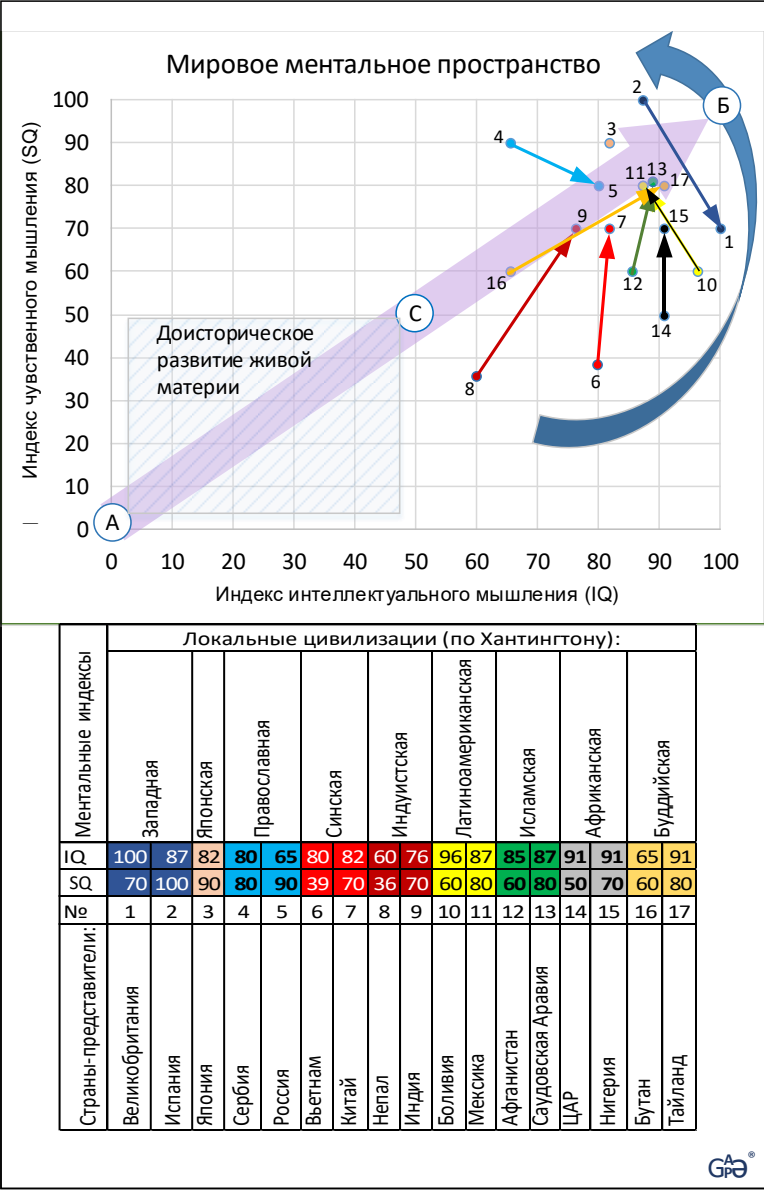 Мировое ментальное пространство
Индекс чувственного мышления (SQ)
100
90
80
70
60
50
40
30
20
10
0
2
Б
4
3
11
13
17
5
9
7
15
1
16
12
10
С
14
8
6
Доисторическое
развитие живой
материи
А
0 10 20 30 40 50 60 70 80 90 100
Индекс интеллектуального мышления (IQ)
Ментальные индексы
Локальные цивилизации (по Хантингтону):
Западная
Японская
Православная
Синская
Индуистская
Латиноамериканская
Исламская
Африканская
Буддийская
IQ 100 87 82 80 65 80 82 60 76 96 87 85 87 91 91 65 91
SQ 70 100 90 80 90 39 70 36 70 60 80 60 80 50 70 60 80
№ 1 2 3 4 5 6 7 8 9 10 11 12 13 14 15 16 17
Страны-представители:
Великобритания
Испания
Япония
Сербия
Россия
Вьетнам
Китай
Непал
Индия
Боливия
Мексика
Афганистан
Саудовская Аравия
ЦАР
Нигерия
Бутан
Тайланд